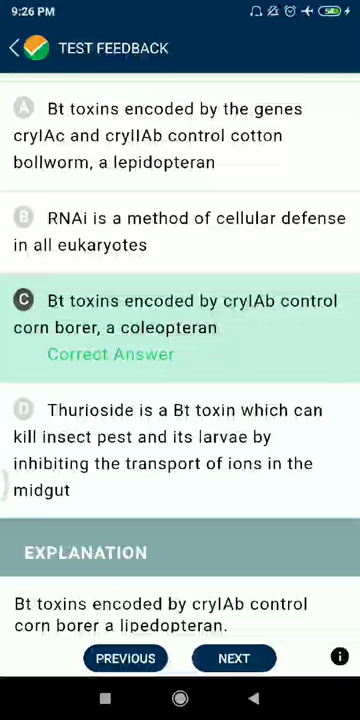 9:26 PM
TEST FEEDBACK
A Bt toxins encoded by the genes
cryIAc and cryIIAb control cotton
bollworm, a lepidopteran
B RNAi is a method of cellular defense
in all eukaryotes
C Bt toxins encoded by cryIAb control
corn borer, a coleopteran
Correct Answer
D Thurioside is a Bt toxin which can
kill insect pest and its larvae by
inhibiting the transport of ions in the
midgut
EXPLANATION
Bt toxins encoded by cryIAb control
corn borer a lipedopteran.
PREVIOUS NEXT